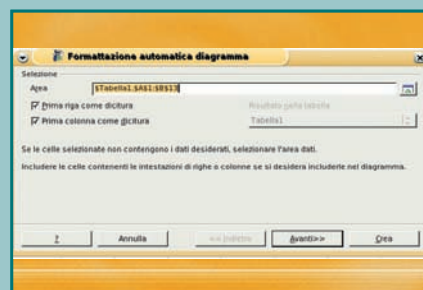 Formattazione automatica diagramma
Selezione
Area $Tabella1.$A$1:$B$13
Prima riga come dicitura Risultato nella tabella
Prima colonna come dicitura Tabella1
Se le celle selezionate non contengono i dati desiderati, selezionare l'area dati.
Includere le celle contenenti le intestazioni di righe o colonne se si desidera includerle nel diagramma.
? Annulla << Indietro Avanti>> Crea